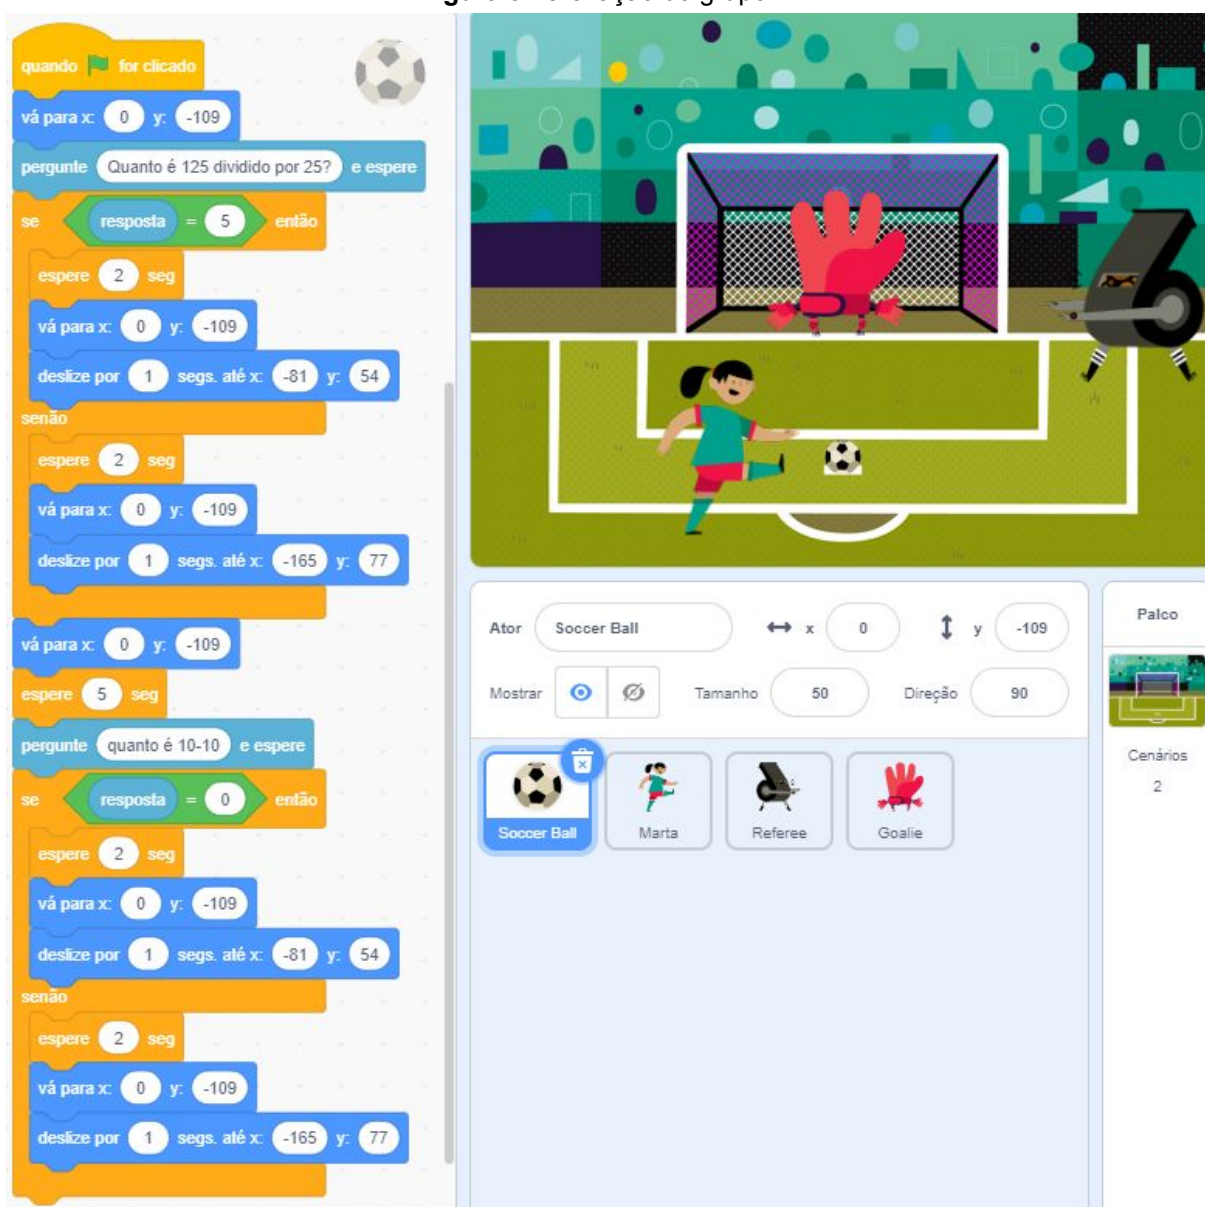 quando for clicado
vá para x: 0 y: -109
pergunte Quanto é 125 dividido por 25? e espere
se resposta = 5 então
espere 2 seg
vá para x: 0 y: -109
deslize por 1 segs. até x: -81 y: 54
senão
espere 2 seg
vá para x: 0 y: -109
deslize por 1 segs. até x: -165 y: 77
vá para x: 0 y: -109
espere 5 seg
pergunte quanto é 10-10 e espere
se resposta = 0 então
espere 2 seg
vá para x: 0 y: -109
deslize por 1 segs. até x: -81 y: 54
senão
espere 2 seg
vá para x: 0 y: -109
deslize por 1 segs. até x: -165 y: 77
Ator Soccer Ball x 0 y -109
Mostrar Tamanho 50 Direção 90
Soccer Ball Marta Referee Goalie
Palco
Cenários
2